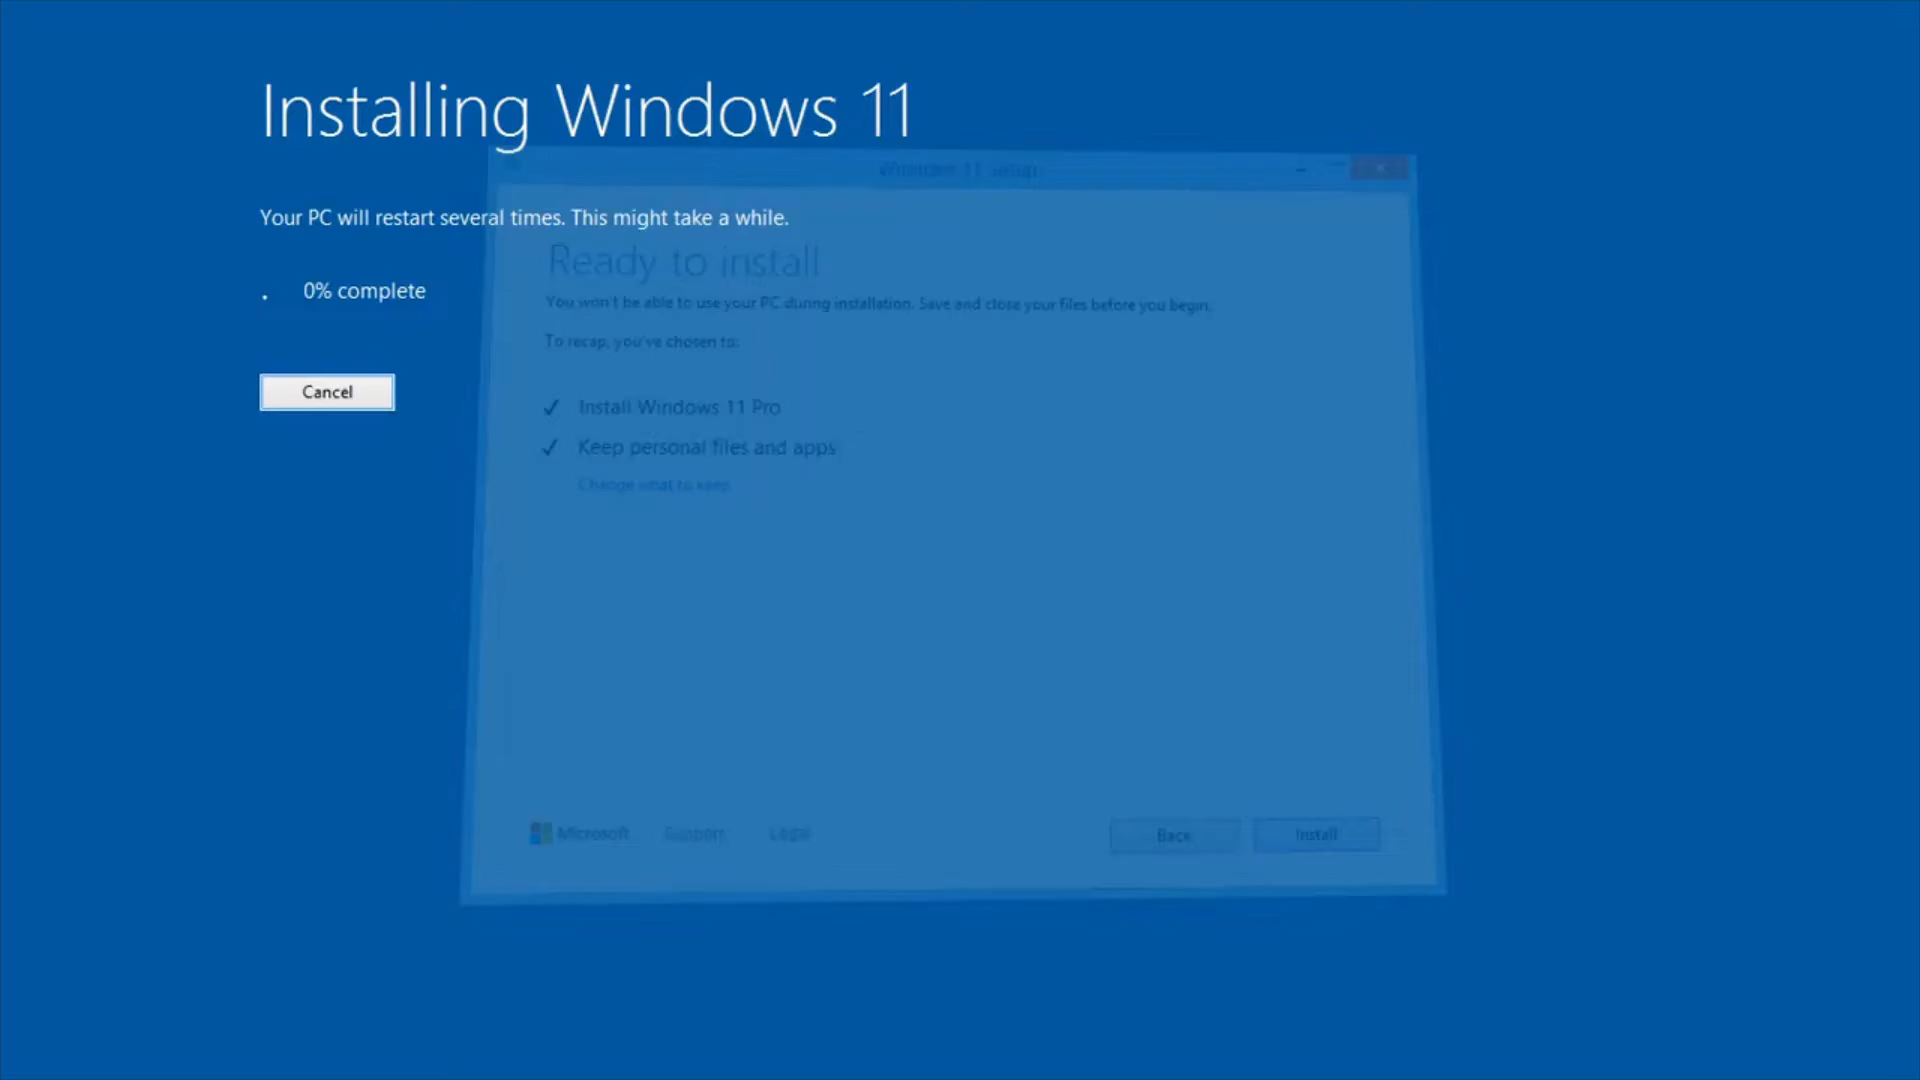 Installing Windows 11
Windows 11 Setup
Your PC will restart several times. This might take a while.
Ready to install
0% complete
You won't be able to use your PC during installation. Save and close your files before you begin.
To recap, you've chosen to:
Cancel
✓ Install Windows 11 Pro
✓ Keep personal files and apps
Change what to keep
Microsoft Support Legal
Back Install